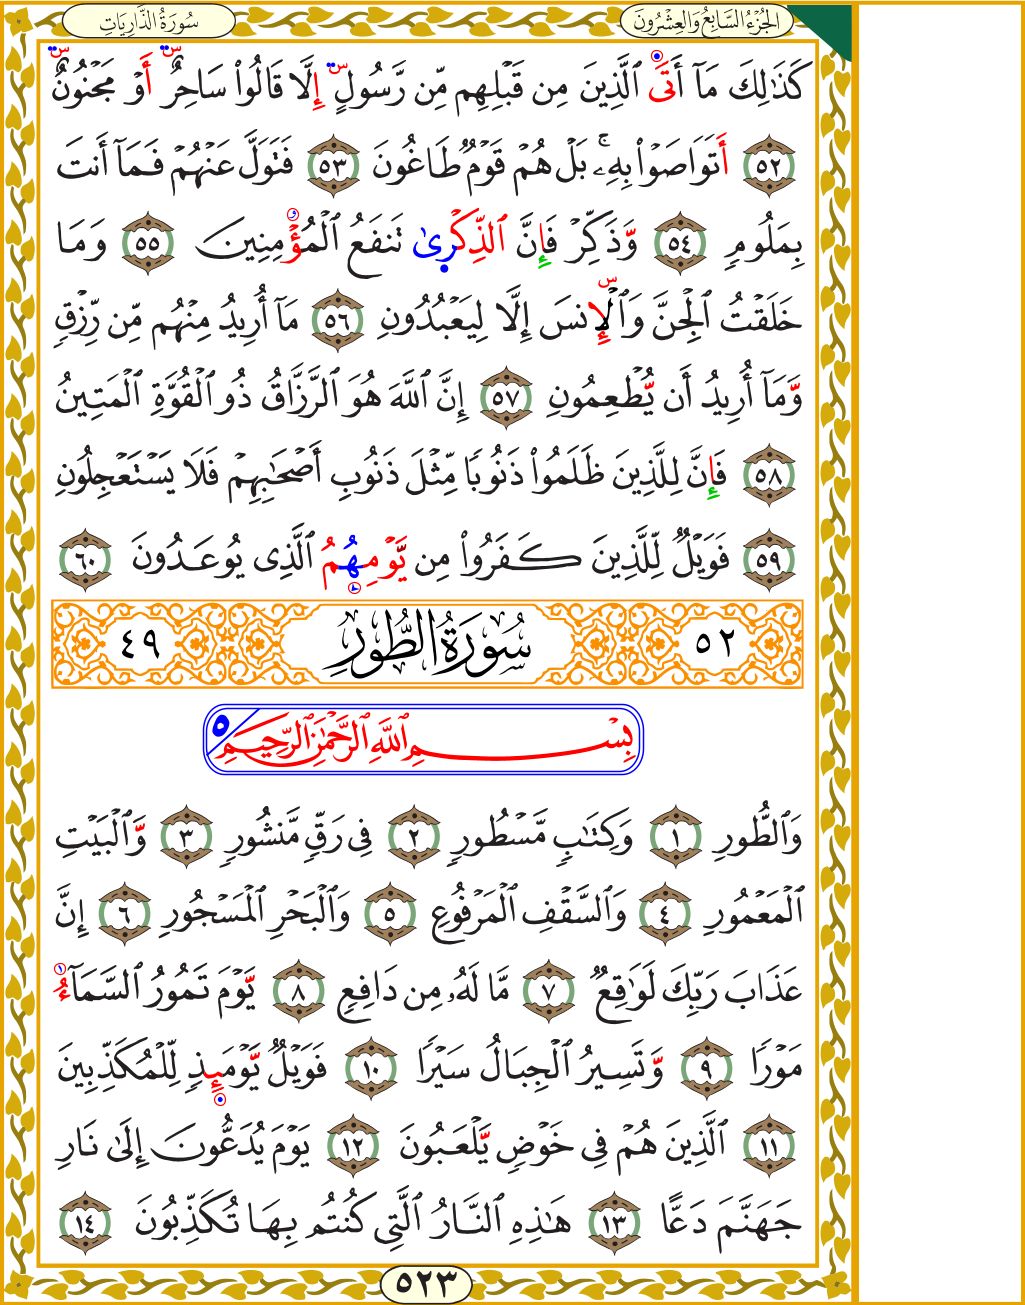 الجُزْءُ السَّابِعُ وَالعِشْرُونَ
سُورَةُ الذَّارِيَاتِ
كَذَٰلِكَ مَآ أَتَى ٱلَّذِينَ مِن قَبْلِهِم مِّن رَّسُولٍ إِلَّا قَالُوا۟ سَاحِرٌ أَوْ مَجْنُونٌ
٥٢ أَتَوَاصَوْا۟ بِهِۦ ۚ بَلْ هُمْ قَوْمٌ طَاغُونَ ٥٣ فَتَوَلَّ عَنْهُمْ فَمَآ أَنتَ
بِمَلُومٍ ٥٤ وَّذَكِّرْ فَإِنَّ ٱلذِّكْرىٰ تَنفَعُ ٱلْمُؤْمِنِينَ ٥٥ وَمَا
خَلَقْتُ ٱلْجِنَّ وَٱلْإِنسَ إِلَّا لِيَعْبُدُونِ ٥٦ مَآ أُرِيدُ مِنْهُم مِّن رِّزْقٍ
وَّمَآ أُرِيدُ أَن يُّطْعِمُونِ ٥٧ إِنَّ ٱللَّهَ هُوَ ٱلرَّزَّاقُ ذُو ٱلْقُوَّةِ ٱلْمَتِينُ
٥٨ فَإِنَّ لِلَّذِينَ ظَلَمُوا۟ ذَنُوبًا مِّثْلَ ذَنُوبِ أَصْحَٰبِهِمْ فَلَا يَسْتَعْجِلُونِ
٥٩ فَوَيْلٌ لِّلَّذِينَ كَفَرُوا۟ مِن يَّوْمِهِمُ ٱلَّذِى يُوعَدُونَ ٦٠
٥٢ سُورَةُ الطُّورِ ٤٩
بِسْمِ ٱللَّهِ ٱلرَّحْمَٰنِ ٱلرَّحِيمِ ٥
وَٱلطُّورِ ١ وَكِتَٰبٍ مَّسْطُورٍ ٢ فِى رَقٍّ مَّنشُورٍ ٣ وَّٱلْبَيْتِ
ٱلْمَعْمُورِ ٤ وَٱلسَّقْفِ ٱلْمَرْفُوعِ ٥ وَٱلْبَحْرِ ٱلْمَسْجُورِ ٦ إِنَّ
عَذَابَ رَبِّكَ لَوَٰقِعٌ ٧ مَّا لَهُۥ مِن دَافِعٍ ٨ يَّوْمَ تَمُورُ ٱلسَّمَآءُ
مَوْرًا ٩ وَّتَسِيرُ ٱلْجِبَالُ سَيْرًا ١٠ فَوَيْلٌ يَّوْمَئِذٍ لِّلْمُكَذِّبِينَ
١١ ٱلَّذِينَ هُمْ فِى خَوْضٍ يَّلْعَبُونَ ١٢ يَوْمَ يُدَعُّونَ إِلَىٰ نَارِ
جَهَنَّمَ دَعًّا ١٣ هَٰذِهِ ٱلنَّارُ ٱلَّتِى كُنتُم بِهَا تُكَذِّبُونَ ١٤
٥٢٣